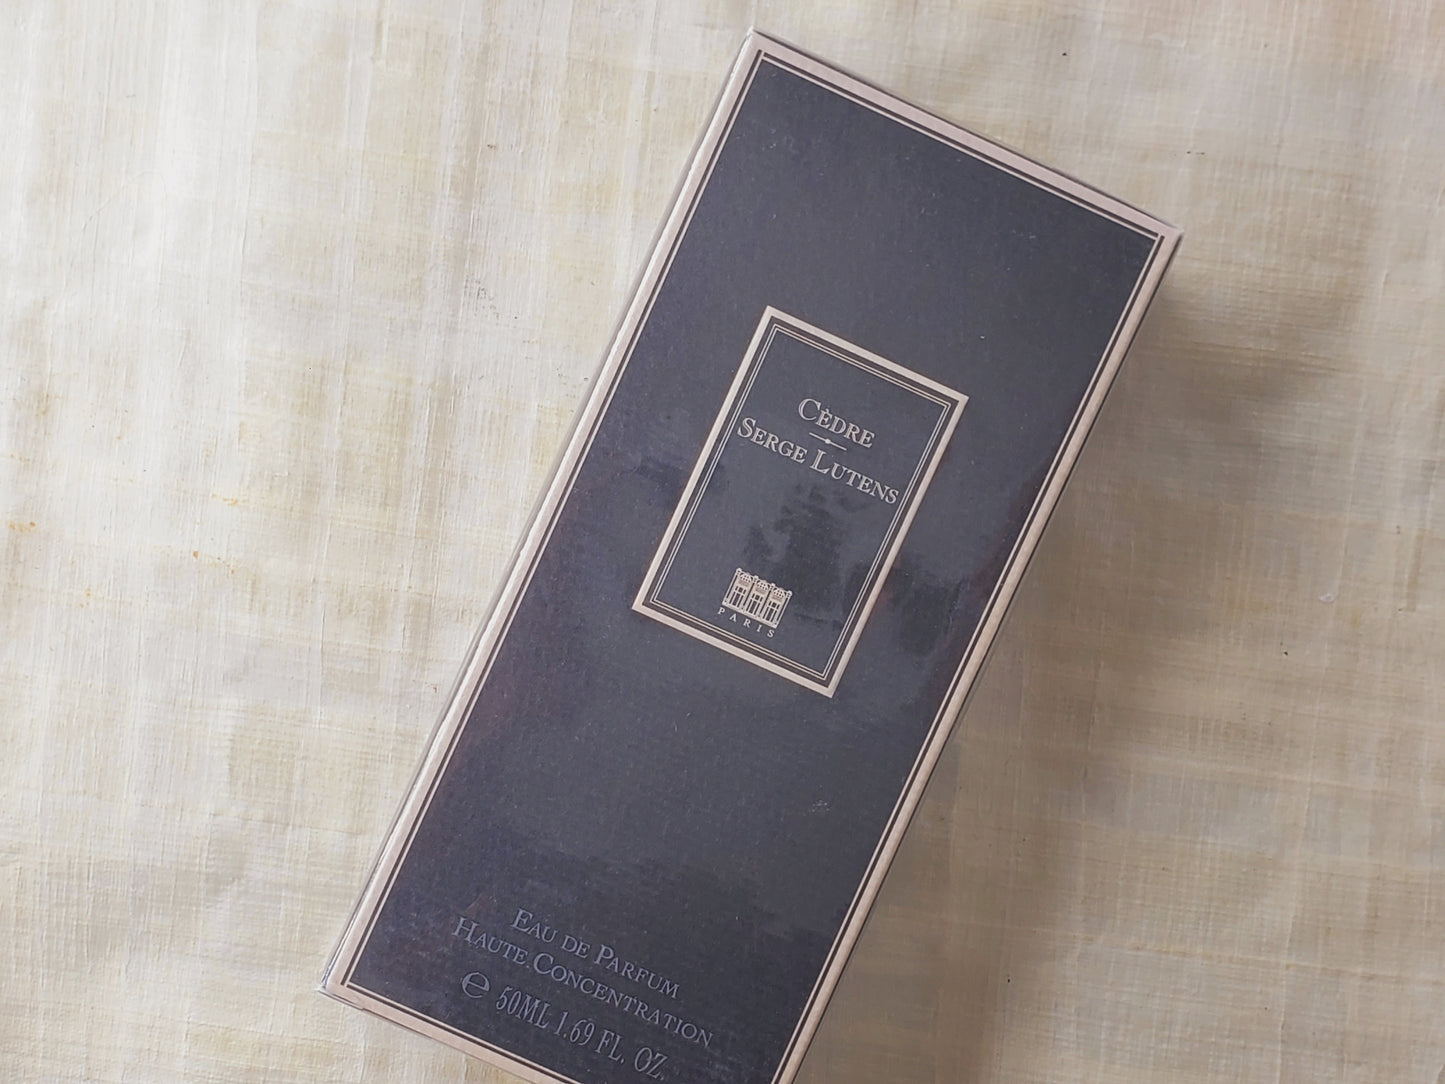 CÈDRE
SERGE LUTENS
PARIS
EAU DE PARFUM
HAUTE CONCENTRATION
℮ 50ML 1.69 FL. OZ.